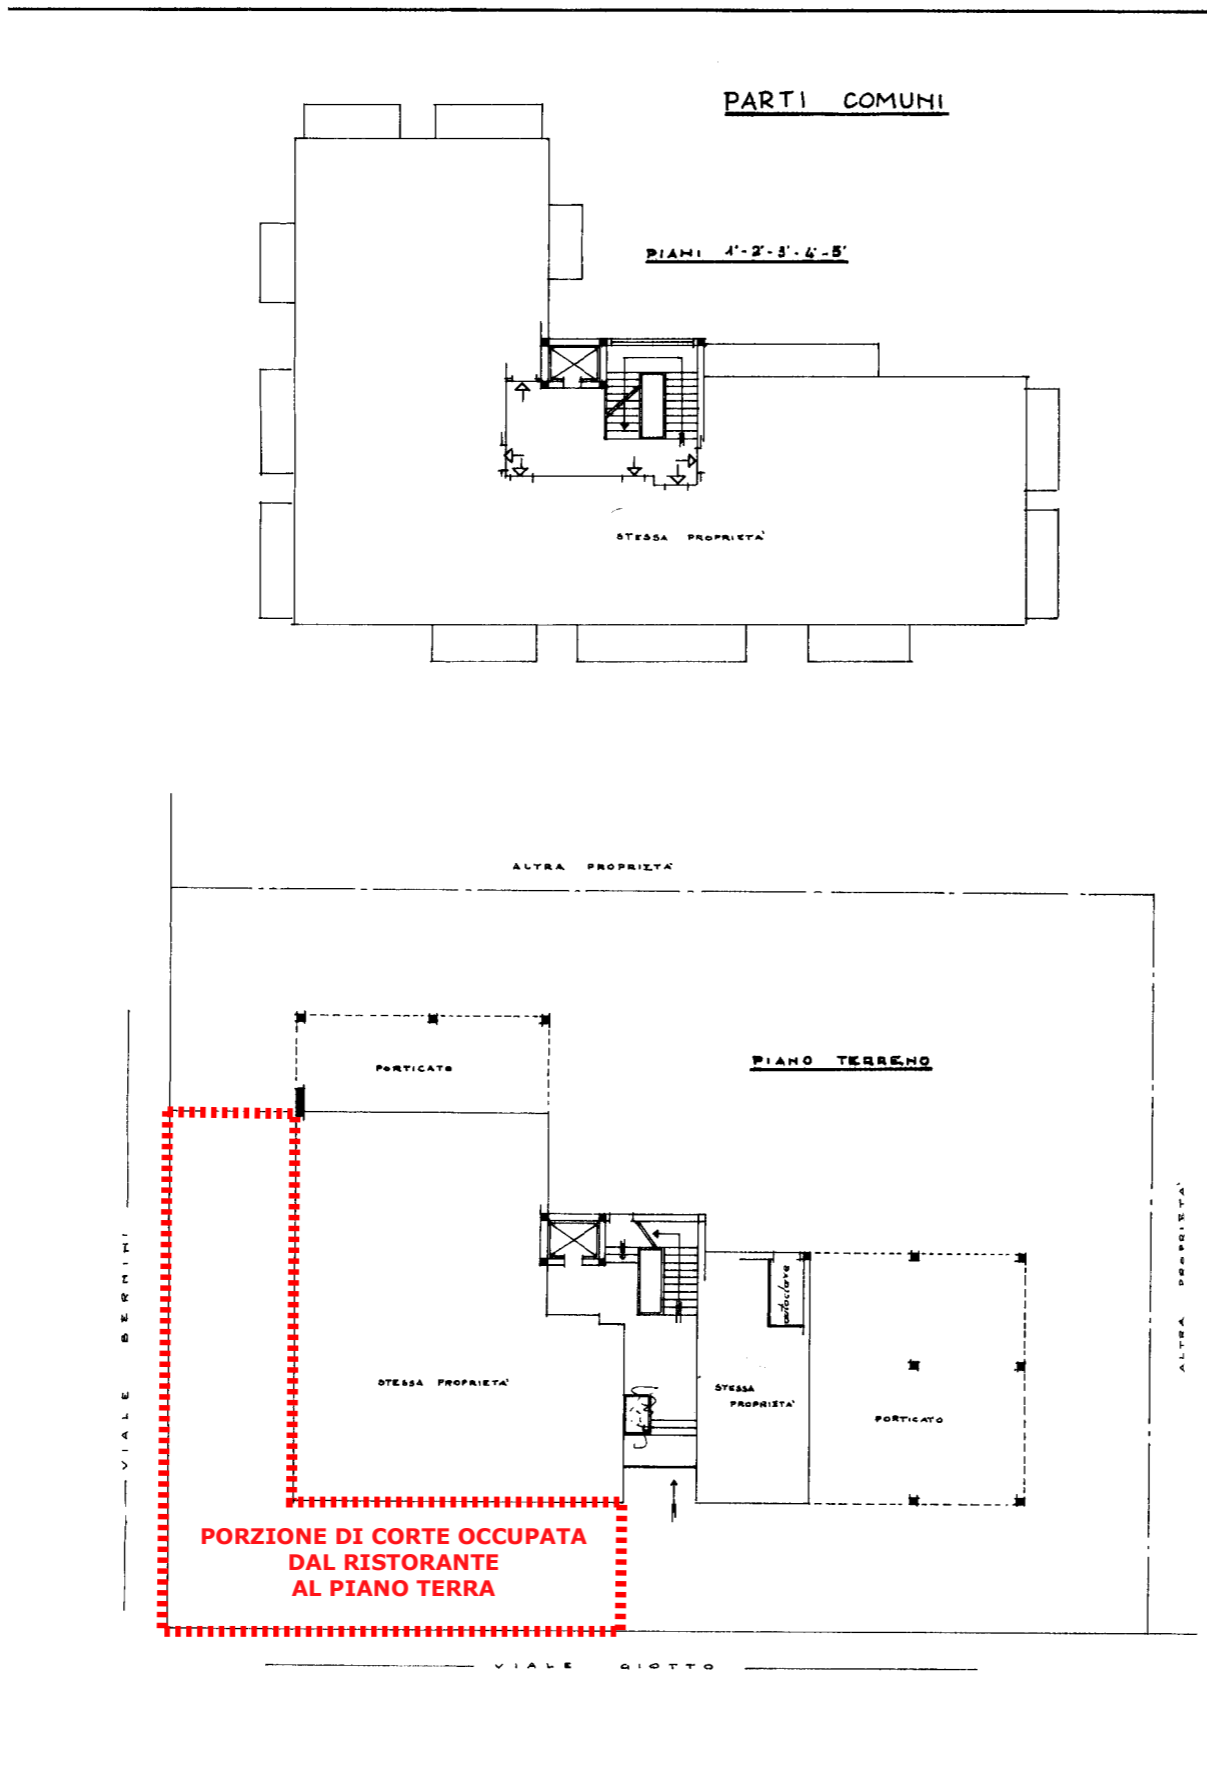 PARTI COMUNI
PIANI 1°-2°-3°-4°-5°
STESSA PROPRIETA'
ALTRA PROPRIETA'
PORTICATO
PIANO TERRENO
ALTRA PROPRIETA'
VIALE BERNINI
autoclave
STESSA PROPRIETA'
STESSA
PROPRIETA'
PORTICATO
PORZIONE DI CORTE OCCUPATA
DAL RISTORANTE
AL PIANO TERRA
VIALE GIOTTO